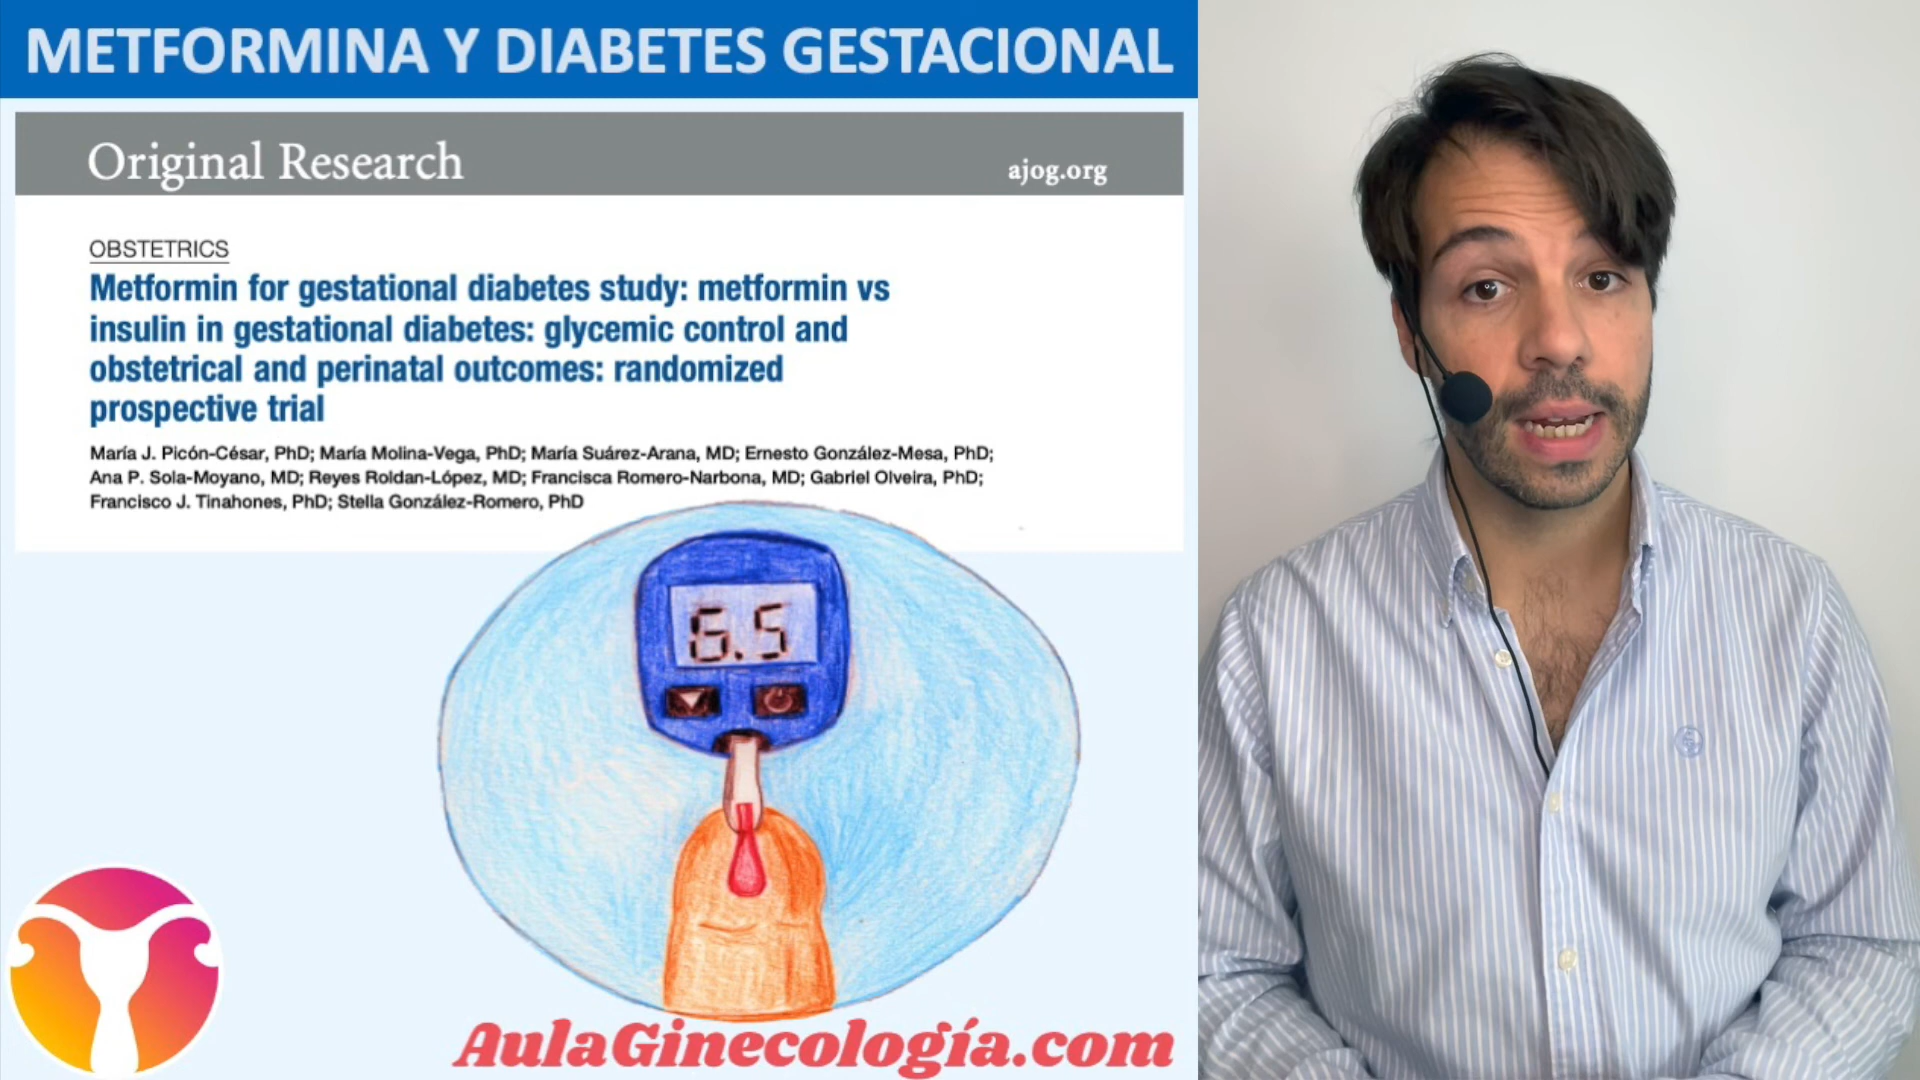 METFORMINA Y DIABETES GESTACIONAL
Original Research
ajog.org
OBSTETRICS
Metformin for gestational diabetes study: metformin vs
insulin in gestational diabetes: glycemic control and
obstetrical and perinatal outcomes: randomized
prospective trial
María J. Picón-César, PhD; María Molina-Vega, PhD; María Suárez-Arana, MD; Ernesto González-Mesa, PhD;
Ana P. Sola-Moyano, MD; Reyes Roldan-López, MD; Francisca Romero-Narbona, MD; Gabriel Olveira, PhD;
Francisco J. Tinahones, PhD; Stella González-Romero, PhD
6.5
AulaGinecología.com